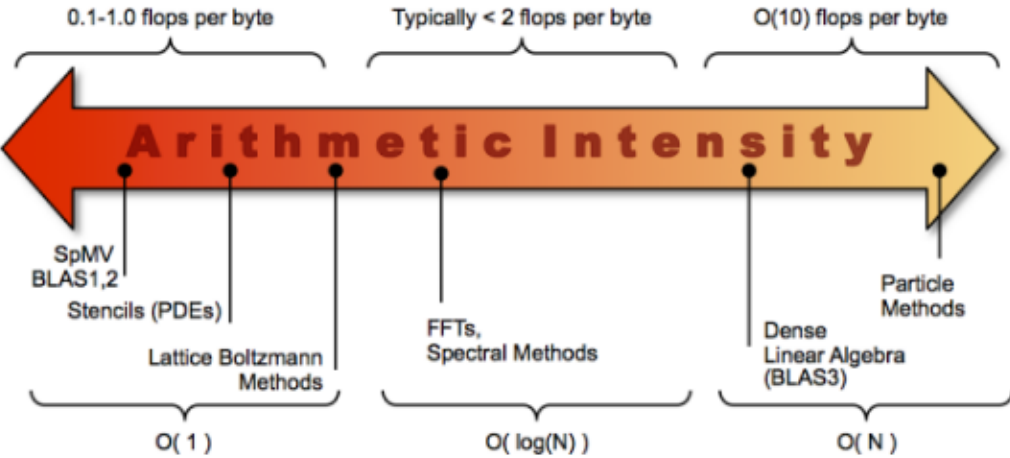 0.1-1.0 flops per byte
Typically < 2 flops per byte
O(10) flops per byte
Arithmetic Intensity
SpMV
BLAS1,2
Stencils (PDEs)
Lattice Boltzmann
Methods
FFTs,
Spectral Methods
Dense
Linear Algebra
(BLAS3)
Particle
Methods
O( 1 )
O( log(N) )
O( N )